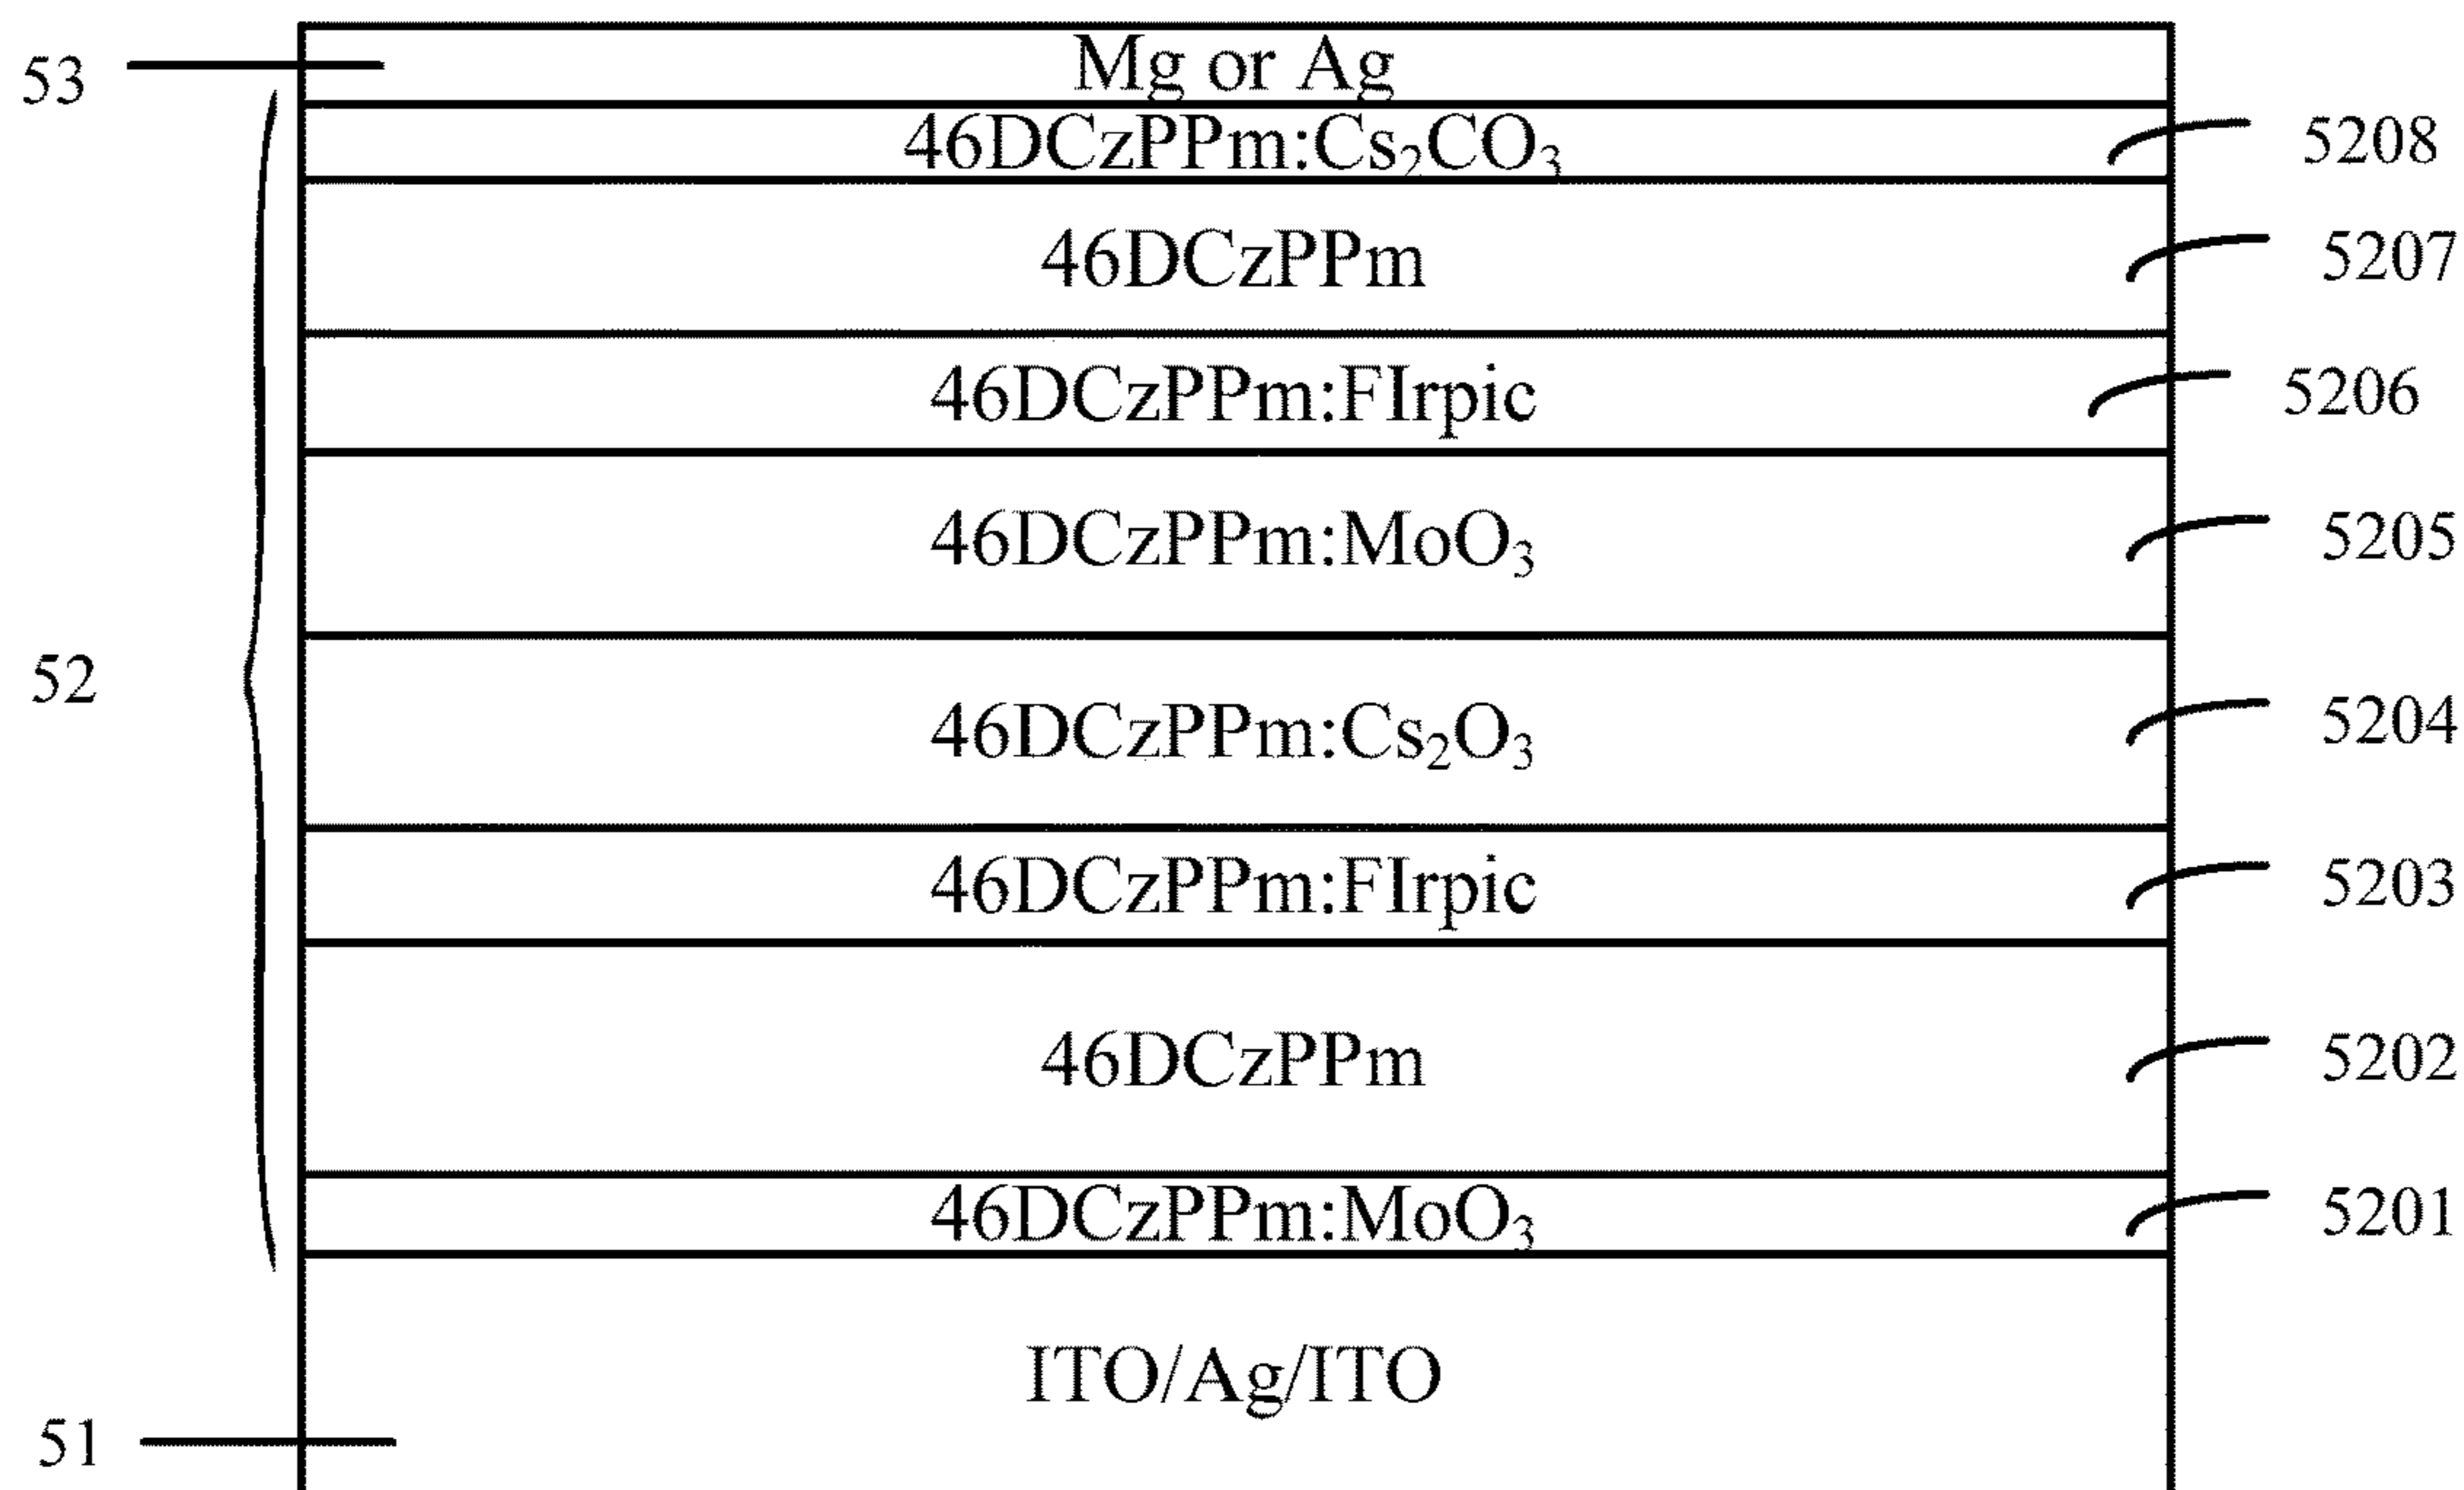 53
Mg or Ag
46DCzPPm:Cs₂CO₃
5208
46DCzPPm
5207
46DCzPPm:FIrpic
5206
46DCzPPm:MoO₃
5205
52
46DCzPPm:Cs₂O₃
5204
46DCzPPm:FIrpic
5203
46DCzPPm
5202
46DCzPPm:MoO₃
5201
ITO/Ag/ITO
51